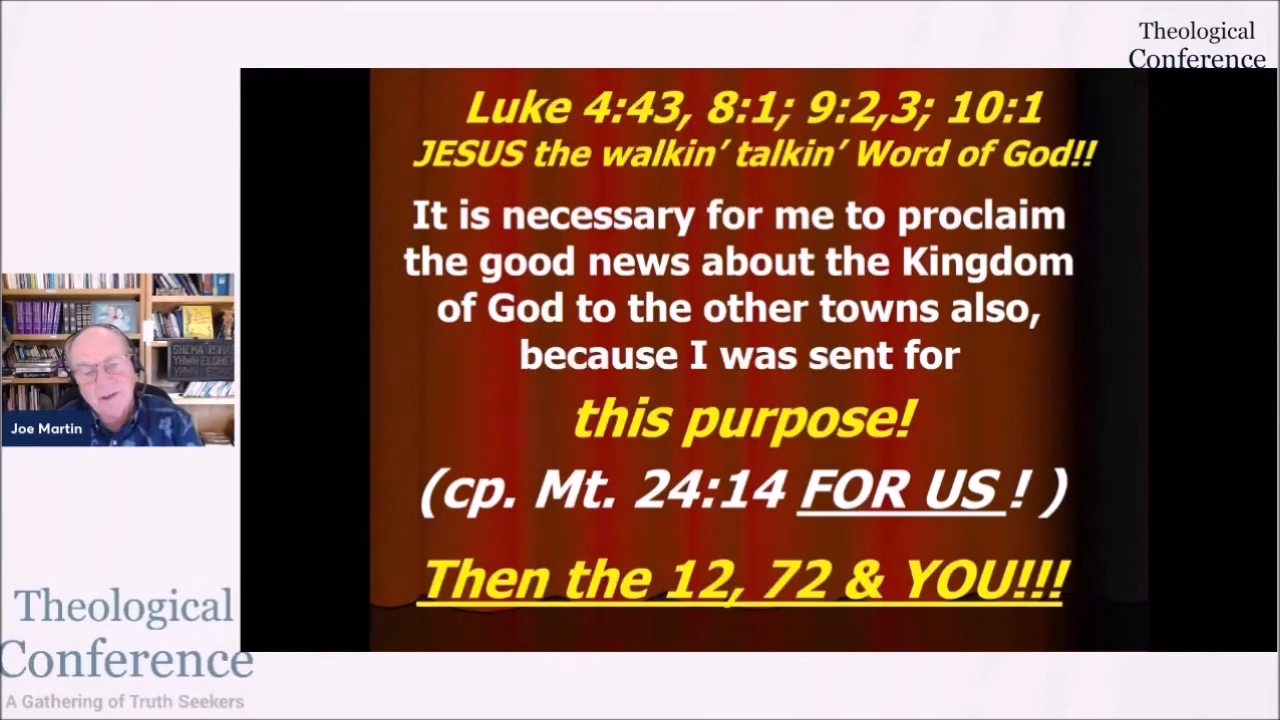 Theological
Conference
Luke 4:43, 8:1; 9:2,3; 10:1
JESUS the walkin’ talkin’ Word of God!!
It is necessary for me to proclaim
the good news about the Kingdom
of God to the other towns also,
because I was sent for
this purpose!
(cp. Mt. 24:14 FOR US ! )
Then the 12, 72 & YOU!!!
SHEMA
YHWH
YHWH
Joe Martin
Theological
Conference
A Gathering of Truth Seekers